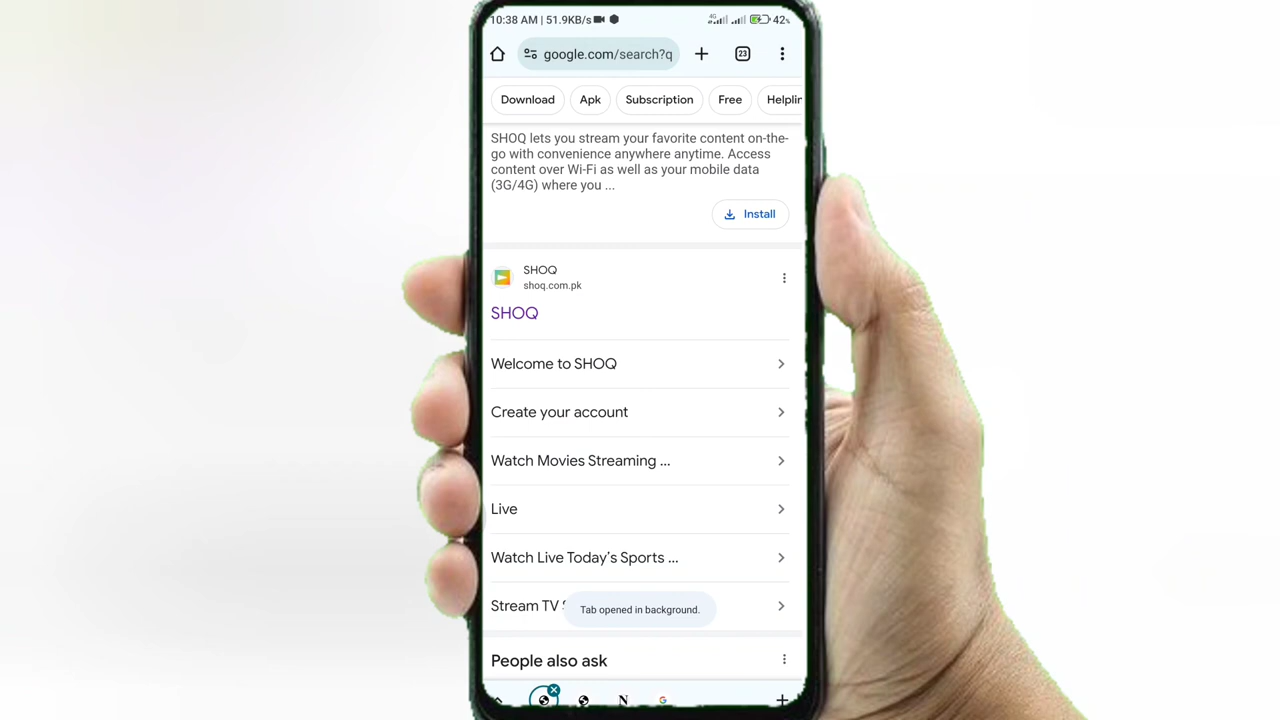 10:38 AM | 51.9KB/s 4G 42%
google.com/search?q 23
Download Apk Subscription Free
SHOQ lets you stream your favorite content on-the-
go with convenience anywhere anytime. Access
content over Wi-Fi as well as your mobile data
(3G/4G) where you ...
Install
SHOQ
shoq.com.pk
SHOQ
Welcome to SHOQ
Create your account
Watch Movies Streaming ...
Live
Watch Live Today's Sports ...
Stream TV
Tab opened in background.
People also ask
N G